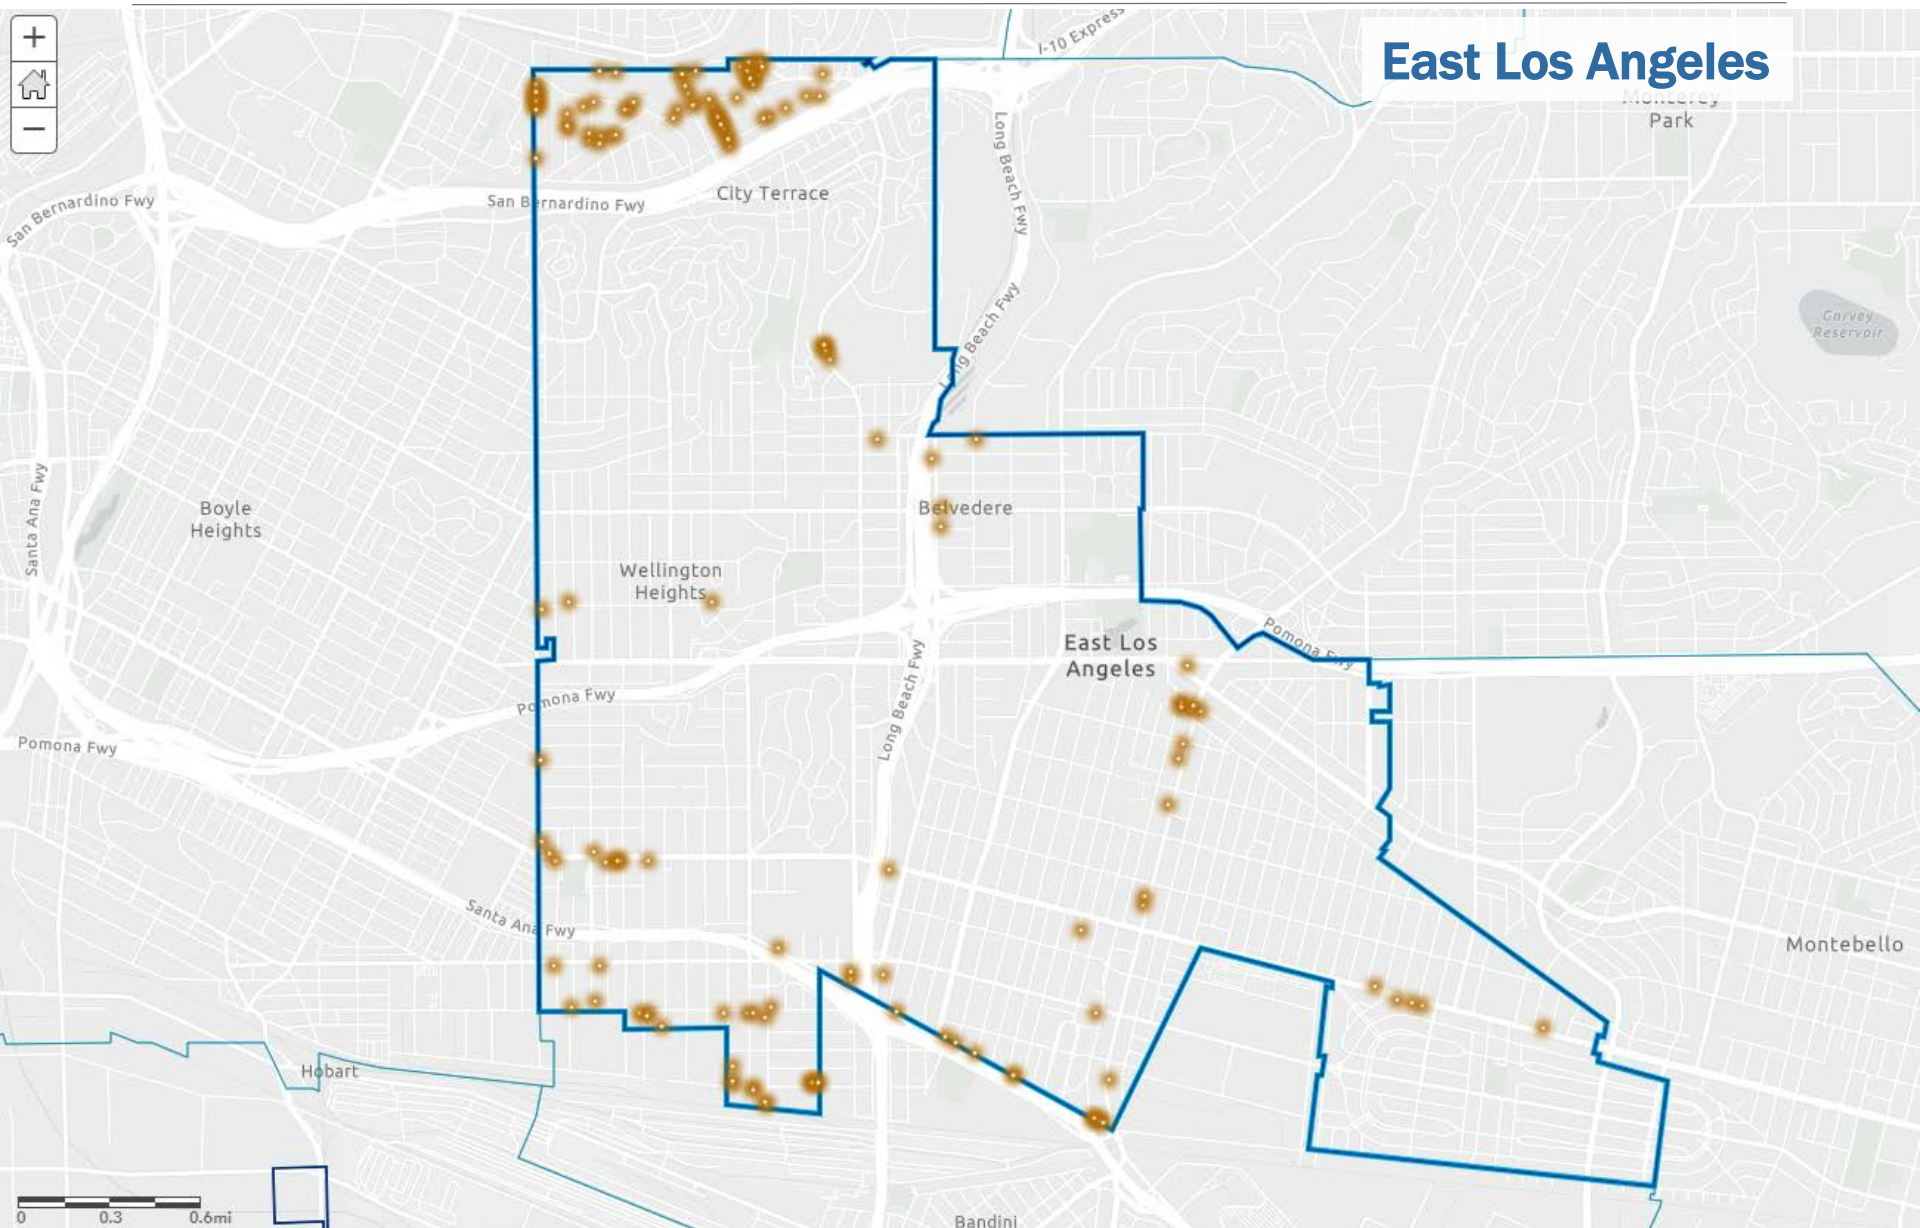 East Los Angeles
+
−
I-10 Express
Monterey
Park
Long Beach Fwy
San Bernardino Fwy
San Bernardino Fwy
City Terrace
Long Beach Fwy
Garvey
Reservoir
Santa Ana Fwy
Boyle
Heights
Belvedere
Wellington
Heights
East Los
Angeles
Pomona Fwy
Pomona Fwy
Long Beach Fwy
Pomona Fwy
Santa Ana Fwy
Montebello
Hobart
0 0.3 0.6mi
Bandini